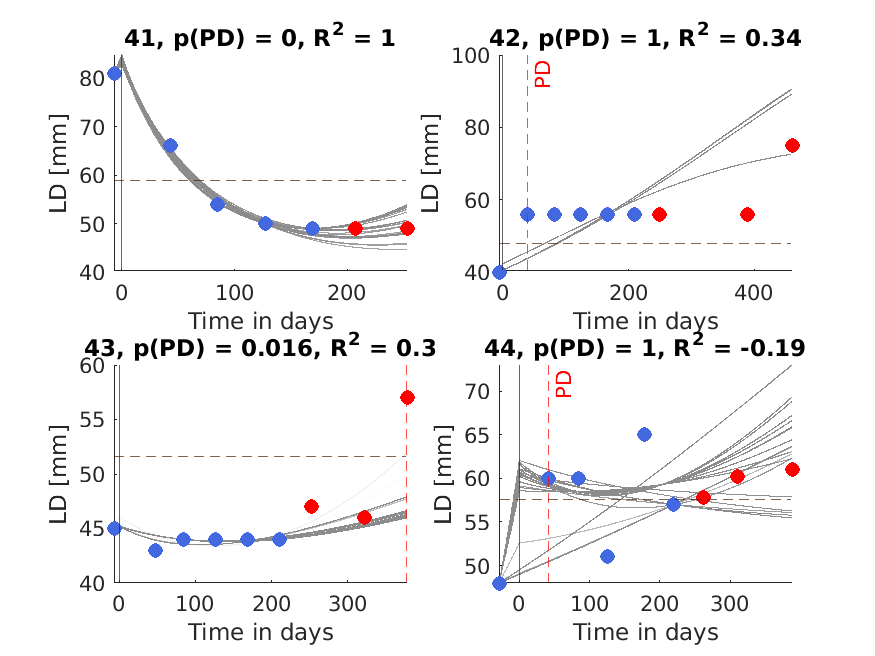 41, p(PD) = 0, R² = 1
80
70
60
50
40
LD [mm]
0
100
200
Time in days
42, p(PD) = 1, R² = 0.34
PD
100
80
60
40
LD [mm]
0
200
400
Time in days
43, p(PD) = 0.016, R² = 0.3
60
55
50
45
40
LD [mm]
0
100
200
300
Time in days
44, p(PD) = 1, R² = -0.19
PD
70
65
60
55
50
LD [mm]
0
100
200
300
Time in days